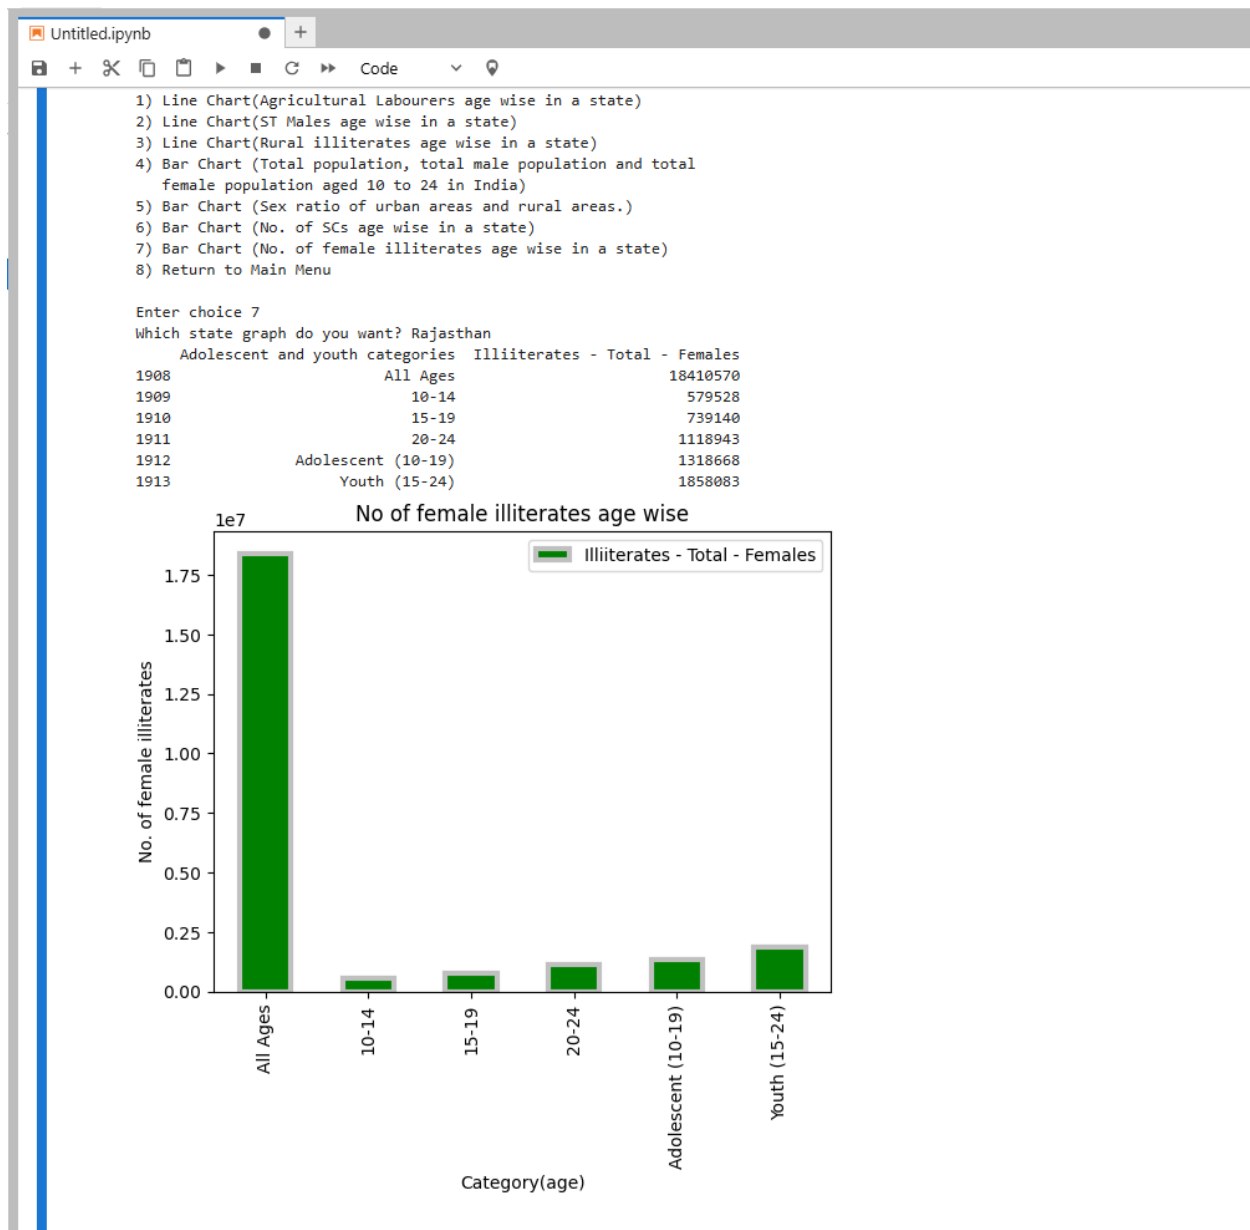 Untitled.ipynb
Code
1) Line Chart(Agricultural Labourers age wise in a state)
2) Line Chart(ST Males age wise in a state)
3) Line Chart(Rural illiterates age wise in a state)
4) Bar Chart (Total population, total male population and total
female population aged 10 to 24 in India)
5) Bar Chart (Sex ratio of urban areas and rural areas.)
6) Bar Chart (No. of SCs age wise in a state)
7) Bar Chart (No. of female illiterates age wise in a state)
8) Return to Main Menu
Enter choice 7
Which state graph do you want? Rajasthan
Adolescent and youth categories Illiiterates - Total - Females
1908 All Ages 18410570
1909 10-14 579528
1910 15-19 739140
1911 20-24 1118943
1912 Adolescent (10-19) 1318668
1913 Youth (15-24) 1858083
No of female illiterates age wise
1e7
Illiiterates - Total - Females
No. of female illiterates
1.75
1.50
1.25
1.00
0.75
0.50
0.25
0.00
All Ages
10-14
15-19
20-24
Adolescent (10-19)
Youth (15-24)
Category(age)